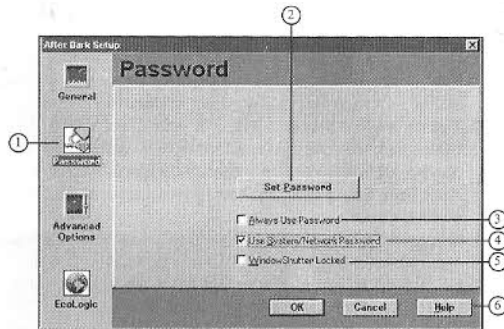 2
After Dark Setup
Password
General
1
Password
Set Password
Always Use Password
3
Use System/Network Password
4
WindowShutter Locked
5
Advanced
Options
EcoLogic
OK
Cancel
Help
6